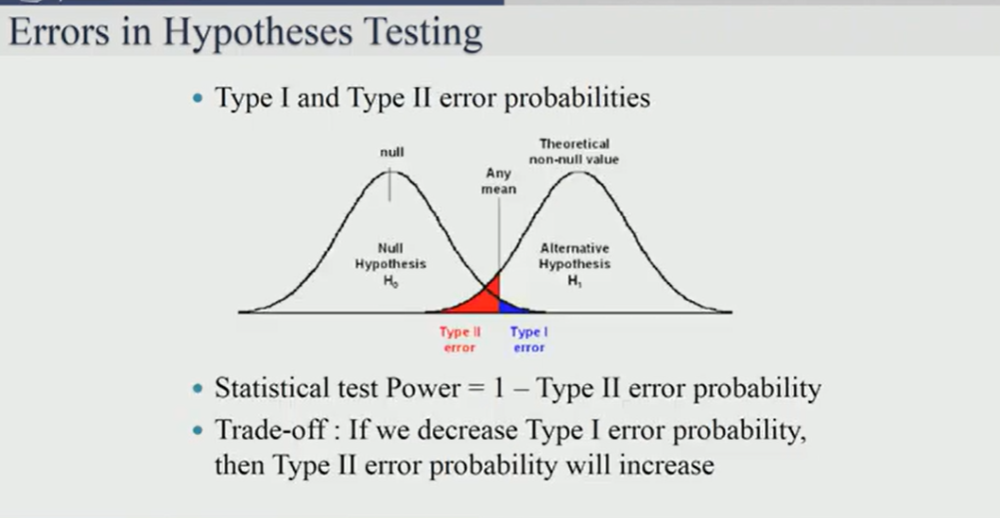 Errors in Hypotheses Testing
• Type I and Type II error probabilities
null
Theoretical
non-null value
Any
mean
Null
Hypothesis
H₀
Alternative
Hypothesis
H₁
Type II
error
Type I
error
• Statistical test Power = 1 – Type II error probability
• Trade-off : If we decrease Type I error probability,
then Type II error probability will increase